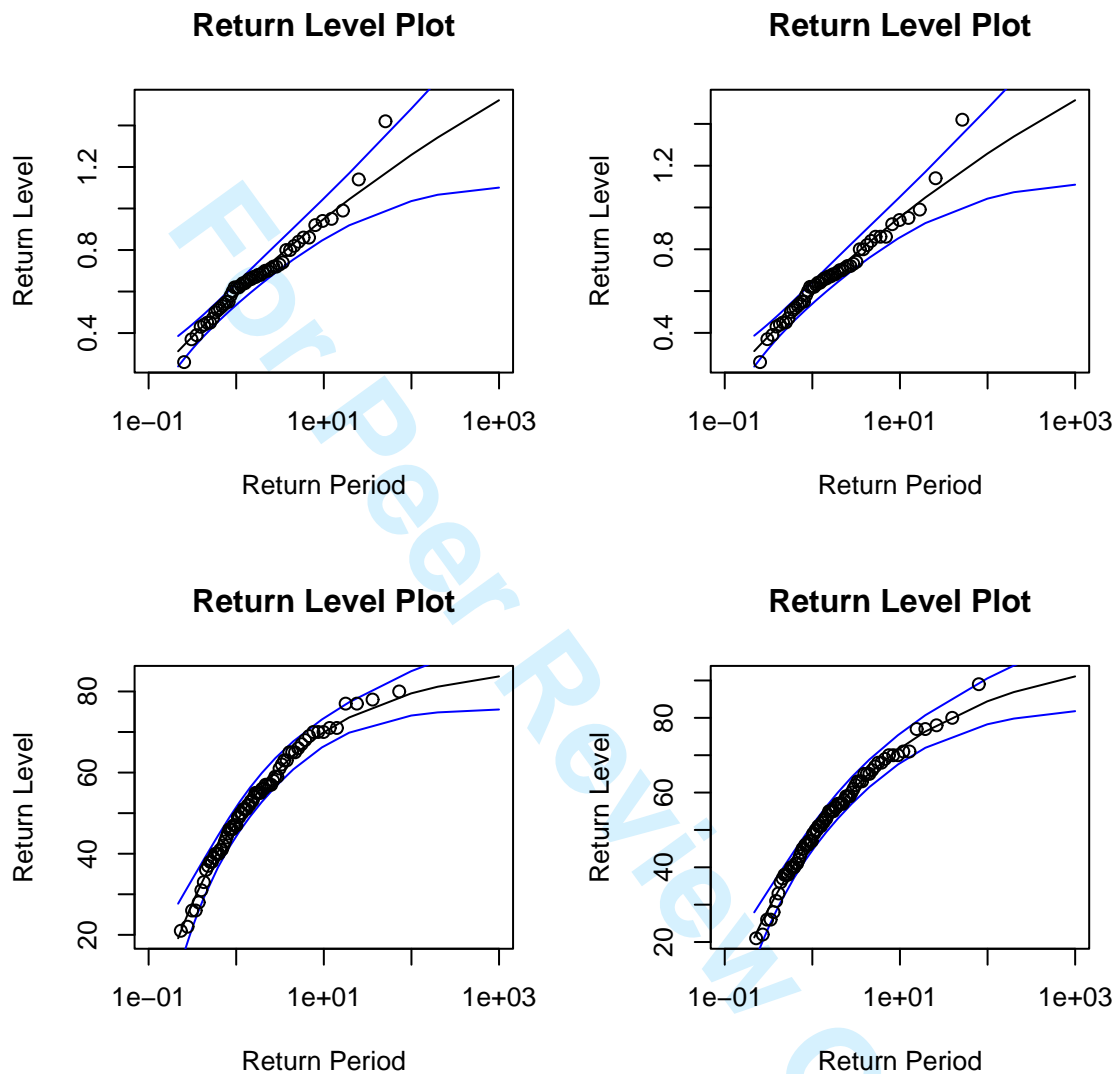 Return Level Plot
Return Level
0.4
0.8
1.2
1e−01
1e+01
1e+03
Return Period
Return Level Plot
Return Level
0.4
0.8
1.2
1e−01
1e+01
1e+03
Return Period
Return Level Plot
Return Level
20
40
60
80
1e−01
1e+01
1e+03
Return Period
Return Level Plot
Return Level
20
40
60
80
1e−01
1e+01
1e+03
Return Period
For Peer Review